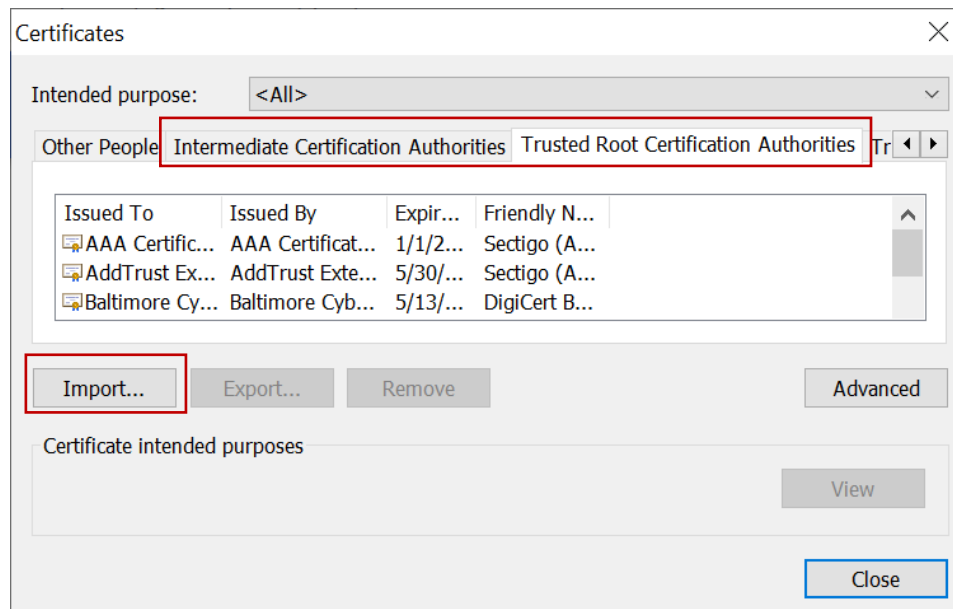 Certificates
Intended purpose: <All>
Other People Intermediate Certification Authorities Trusted Root Certification Authorities Tr
Issued To Issued By Expir... Friendly N...
AAA Certific... AAA Certificat... 1/1/2... Sectigo (A...
AddTrust Ex... AddTrust Exte... 5/30/... Sectigo (A...
Baltimore Cy... Baltimore Cyb... 5/13/... DigiCert B...
Import... Export... Remove Advanced
Certificate intended purposes
View
Close